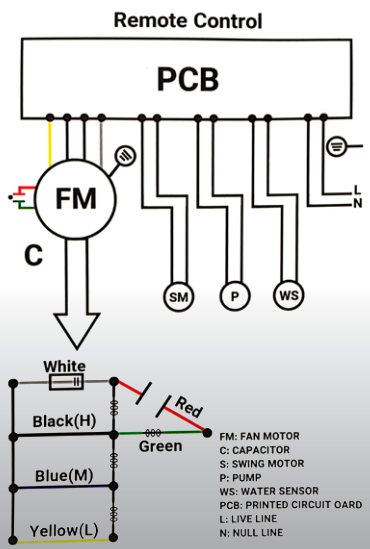 Remote Control
PCB
FM
C
L
N
SM
P
WS
White
Black(H)
Red
Green
Blue(M)
Yellow(L)
FM: FAN MOTOR
C: CAPACITOR
S: SWING MOTOR
P: PUMP
WS: WATER SENSOR
PCB: PRINTED CIRCUIT OARD
L: LIVE LINE
N: NULL LINE